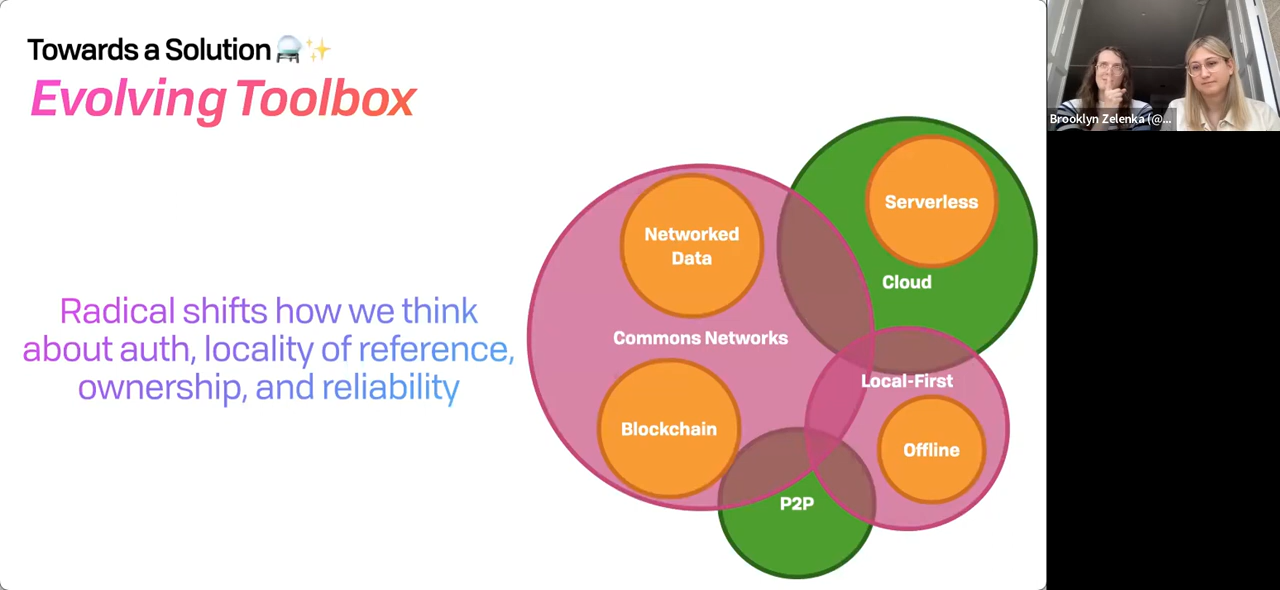 Towards a Solution 🔮✨
Evolving Toolbox
Radical shifts how we think
about auth, locality of reference,
ownership, and reliability
Networked
Data
Commons Networks
Blockchain
Serverless
Cloud
Local-First
Offline
P2P
Brooklyn Zelenka (@...